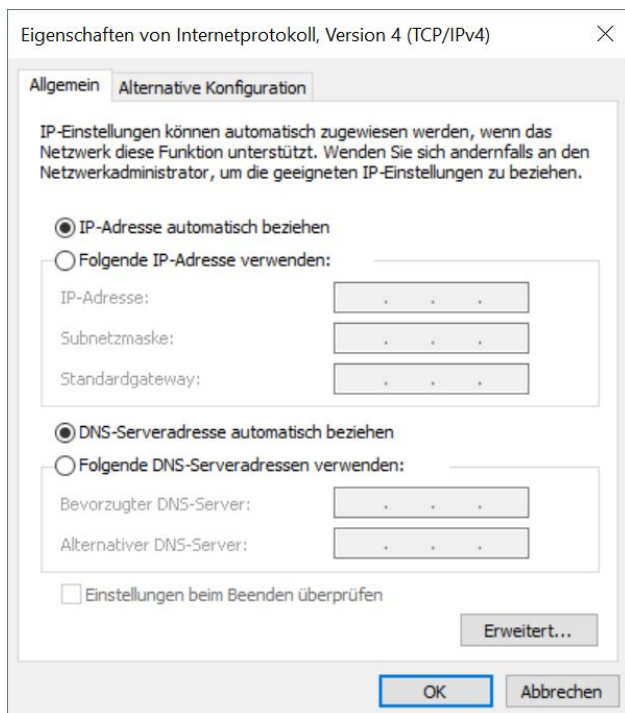 Eigenschaften von Internetprotokoll, Version 4 (TCP/IPv4)
Allgemein
Alternative Konfiguration
IP-Einstellungen können automatisch zugewiesen werden, wenn das
Netzwerk diese Funktion unterstützt. Wenden Sie sich andernfalls an den
Netzwerkadministrator, um die geeigneten IP-Einstellungen zu beziehen.
IP-Adresse automatisch beziehen
Folgende IP-Adresse verwenden:
IP-Adresse:
Subnetzmaske:
Standardgateway:
DNS-Serveradresse automatisch beziehen
Folgende DNS-Serveradressen verwenden:
Bevorzugter DNS-Server:
Alternativer DNS-Server:
Einstellungen beim Beenden überprüfen
Erweitert...
OK
Abbrechen